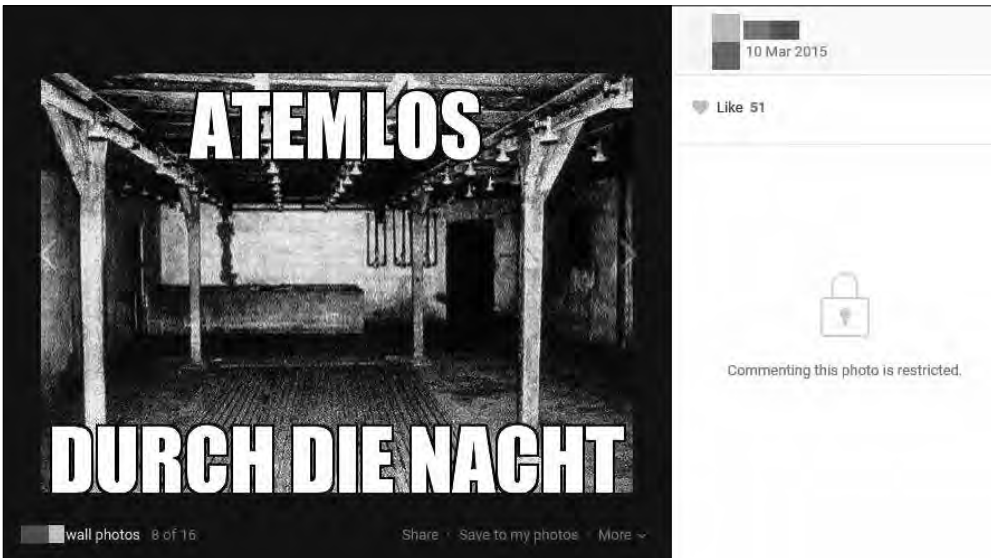 ATEMLOS
DURCH DIE NACHT
wall photos 8 of 16
Share · Save to my photos · More
10 Mar 2015
Like 51
Commenting this photo is restricted.